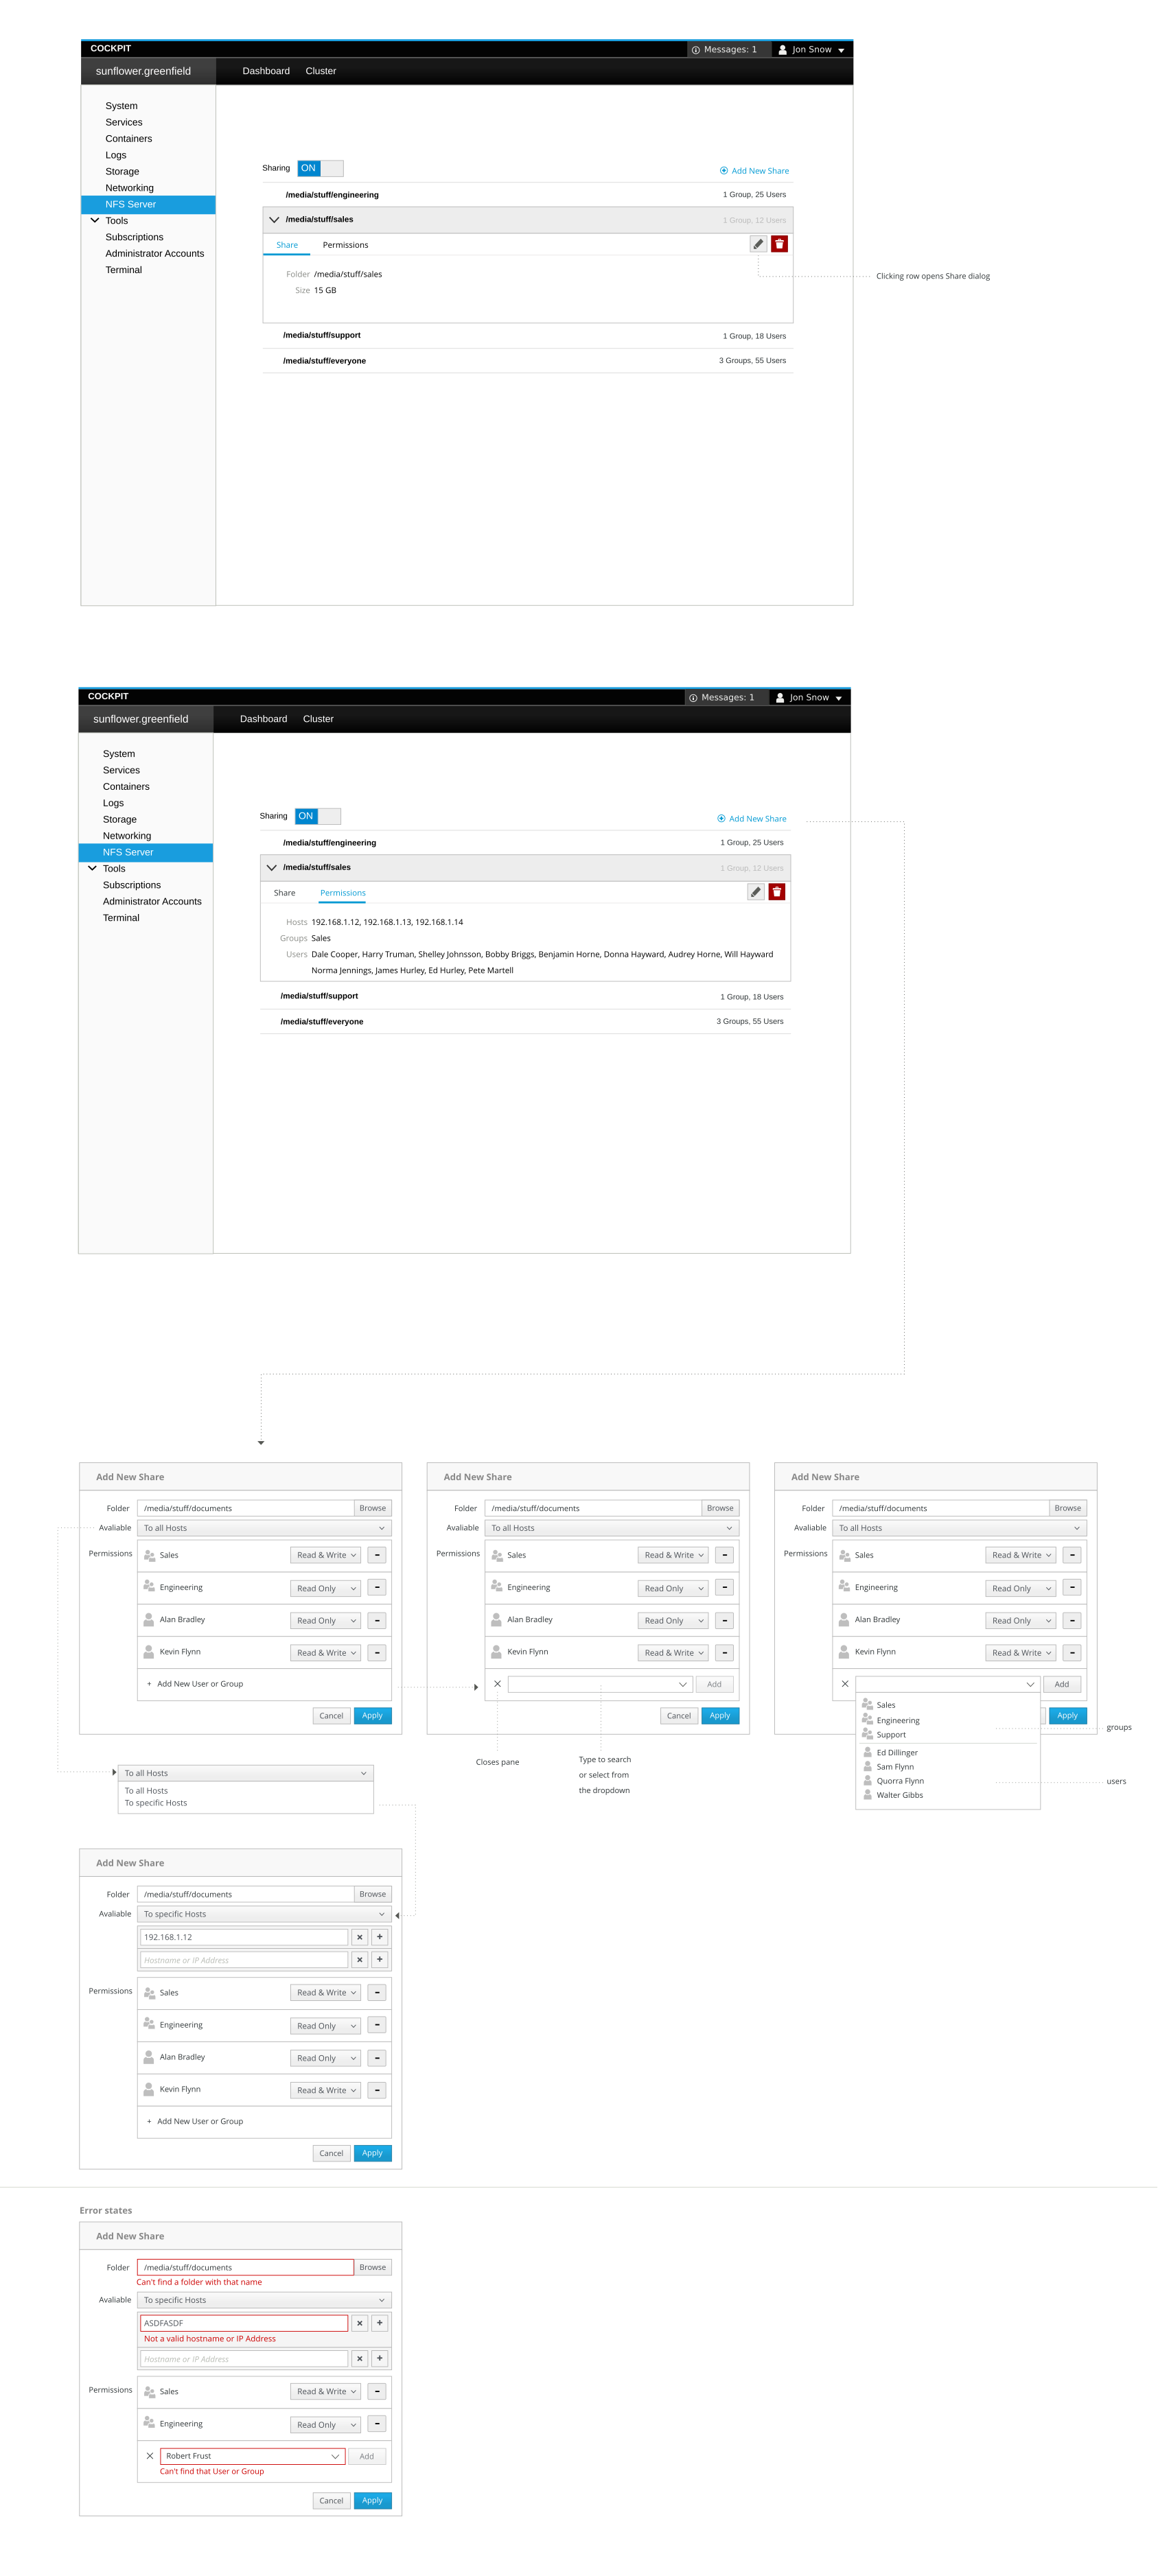 COCKPIT
Messages: 1
Jon Snow
sunflower.greenfield
Dashboard
Cluster
System
Services
Containers
Logs
Storage
Networking
NFS Server
Tools
Subscriptions
Administrator Accounts
Terminal
Sharing ON
Add New Share
/media/stuff/engineering 1 Group, 25 Users
/media/stuff/sales 1 Group, 12 Users
Share Permissions
Folder /media/stuff/sales
Size 15 GB
Clicking row opens Share dialog
/media/stuff/support 1 Group, 18 Users
/media/stuff/everyone 3 Groups, 55 Users
COCKPIT
Messages: 1
Jon Snow
sunflower.greenfield
Dashboard
Cluster
System
Services
Containers
Logs
Storage
Networking
NFS Server
Tools
Subscriptions
Administrator Accounts
Terminal
Sharing ON
Add New Share
/media/stuff/engineering 1 Group, 25 Users
/media/stuff/sales 1 Group, 12 Users
Share Permissions
Hosts 192.168.1.12, 192.168.1.13, 192.168.1.14
Groups Sales
Users Dale Cooper, Harry Truman, Shelley Johnsson, Bobby Briggs, Benjamin Horne, Donna Hayward, Audrey Horne, Will Hayward
Norma Jennings, James Hurley, Ed Hurley, Pete Martell
/media/stuff/support 1 Group, 18 Users
/media/stuff/everyone 3 Groups, 55 Users
Add New Share
Folder /media/stuff/documents Browse
Avaliable To all Hosts
Permissions Sales Read & Write -
Engineering Read Only -
Alan Bradley Read Only -
Kevin Flynn Read & Write -
+ Add New User or Group
Cancel Apply
Add New Share
Folder /media/stuff/documents Browse
Avaliable To all Hosts
Permissions Sales Read & Write -
Engineering Read Only -
Alan Bradley Read Only -
Kevin Flynn Read & Write -
Add
Cancel Apply
Closes pane
Type to search
or select from
the dropdown
Add New Share
Folder /media/stuff/documents Browse
Avaliable To all Hosts
Permissions Sales Read & Write -
Engineering Read Only -
Alan Bradley Read Only -
Kevin Flynn Read & Write -
Add
Apply
Sales
Engineering
Support
Ed Dillinger
Sam Flynn
Quorra Flynn
Walter Gibbs
groups
users
To all Hosts
To all Hosts
To specific Hosts
Add New Share
Folder /media/stuff/documents Browse
Avaliable To specific Hosts
192.168.1.12 × +
Hostname or IP Address × +
Permissions Sales Read & Write -
Engineering Read Only -
Alan Bradley Read Only -
Kevin Flynn Read & Write -
+ Add New User or Group
Cancel Apply
Error states
Add New Share
Folder /media/stuff/documents Browse
Can't find a folder with that name
Avaliable To specific Hosts
ASDFASDF × +
Not a valid hostname or IP Address
Hostname or IP Address × +
Permissions Sales Read & Write -
Engineering Read Only -
Robert Frust Add
Can't find that User or Group
Cancel Apply